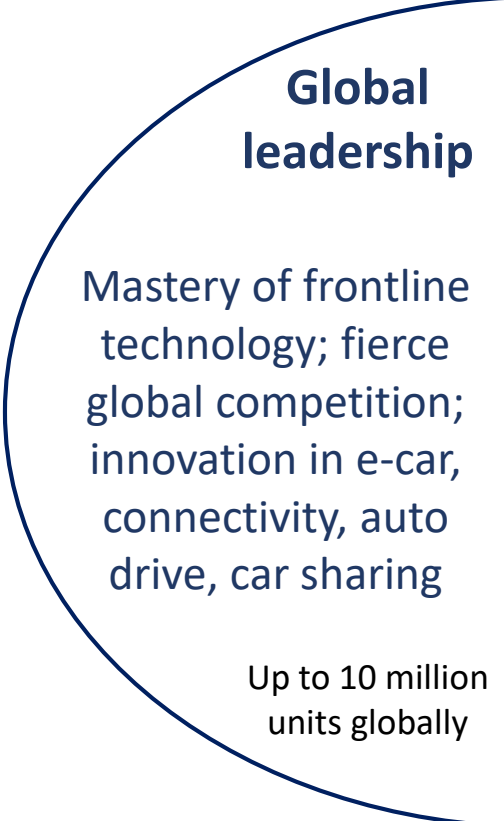 Global
leadership
Mastery of frontline
technology; fierce
global competition;
innovation in e-car,
connectivity, auto
drive, car sharing
Up to 10 million
units globally